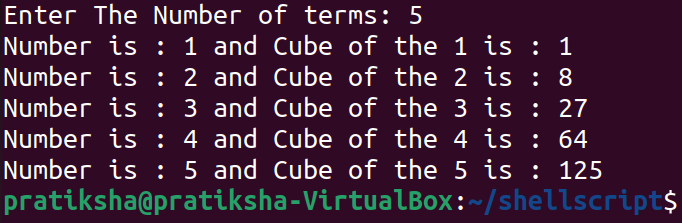 Enter The Number of terms: 5
Number is : 1 and Cube of the 1 is : 1
Number is : 2 and Cube of the 2 is : 8
Number is : 3 and Cube of the 3 is : 27
Number is : 4 and Cube of the 4 is : 64
Number is : 5 and Cube of the 5 is : 125
pratiksha@pratiksha-VirtualBox:~/shellscript$